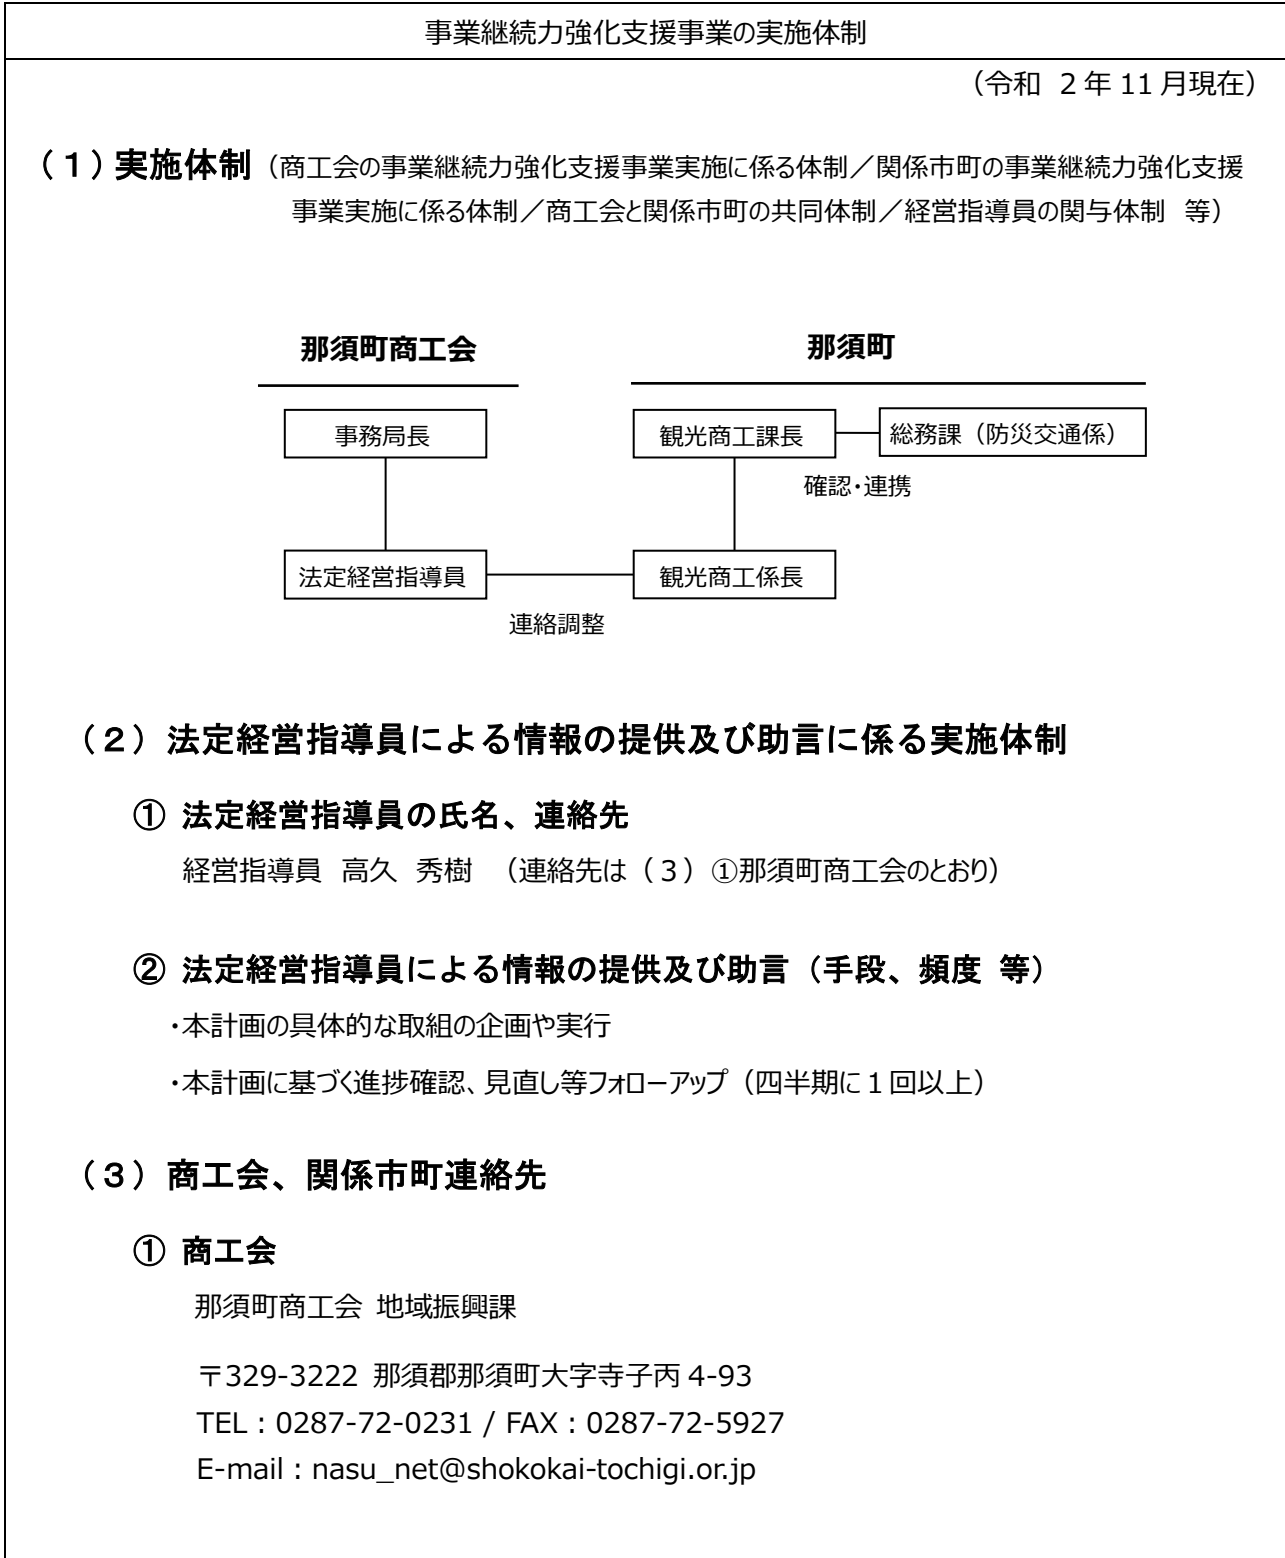 事業継続力強化支援事業の実施体制
（令和 2年11月現在）
（１）実施体制（商工会の事業継続力強化支援事業実施に係る体制／関係市町の事業継続力強化支援
事業実施に係る体制／商工会と関係市町の共同体制／経営指導員の関与体制 等）
那須町商工会
那須町
事務局長
観光商工課長
総務課（防災交通係）
確認・連携
法定経営指導員
観光商工係長
連絡調整
（２）法定経営指導員による情報の提供及び助言に係る実施体制
① 法定経営指導員の氏名、連絡先
経営指導員 高久 秀樹 （連絡先は（３）①那須町商工会のとおり）
② 法定経営指導員による情報の提供及び助言（手段、頻度 等）
・本計画の具体的な取組の企画や実行
・本計画に基づく進捗確認、見直し等フォローアップ（四半期に１回以上）
（３）商工会、関係市町連絡先
① 商工会
那須町商工会 地域振興課
〒329-3222 那須郡那須町大字寺子丙4-93
TEL：0287-72-0231 / FAX：0287-72-5927
E-mail：nasu_net@shokokai-tochigi.or.jp